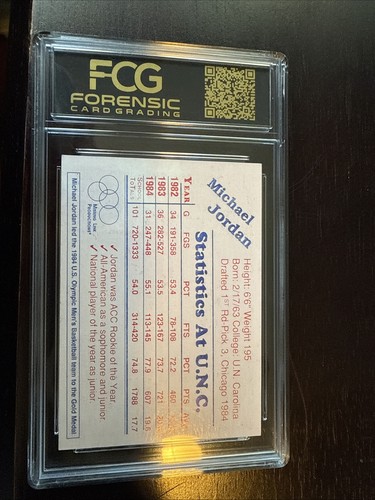 FCG
FORENSIC
CARD GRADING
Michael
Jordan
Height: 6'6" Weight 195
Born: 2/17/63 College: U.N. Carolina
Drafted 1st Rd-Pick 3, Chicago 1984
Statistics At U.N.C.
YEAR G FGS PCT FTS PCT PTS
1982 34 191-358 53.4 78-108 72.2 460
1983 36 282-527 53.5 123-167 73.7 721
1984 31 247-448 55.1 113-145 77.9 607 19.6
101 720-1333 54.0 314-420 74.8 1788 17.7
✓ Jordan was ACC Rookie of the Year.
✓ All-American as a sophomore and junior.
✓ National player of the year as junior.
Michael Jordan led the 1984 U.S. Olympic Men's Basketball team to the Gold Medal